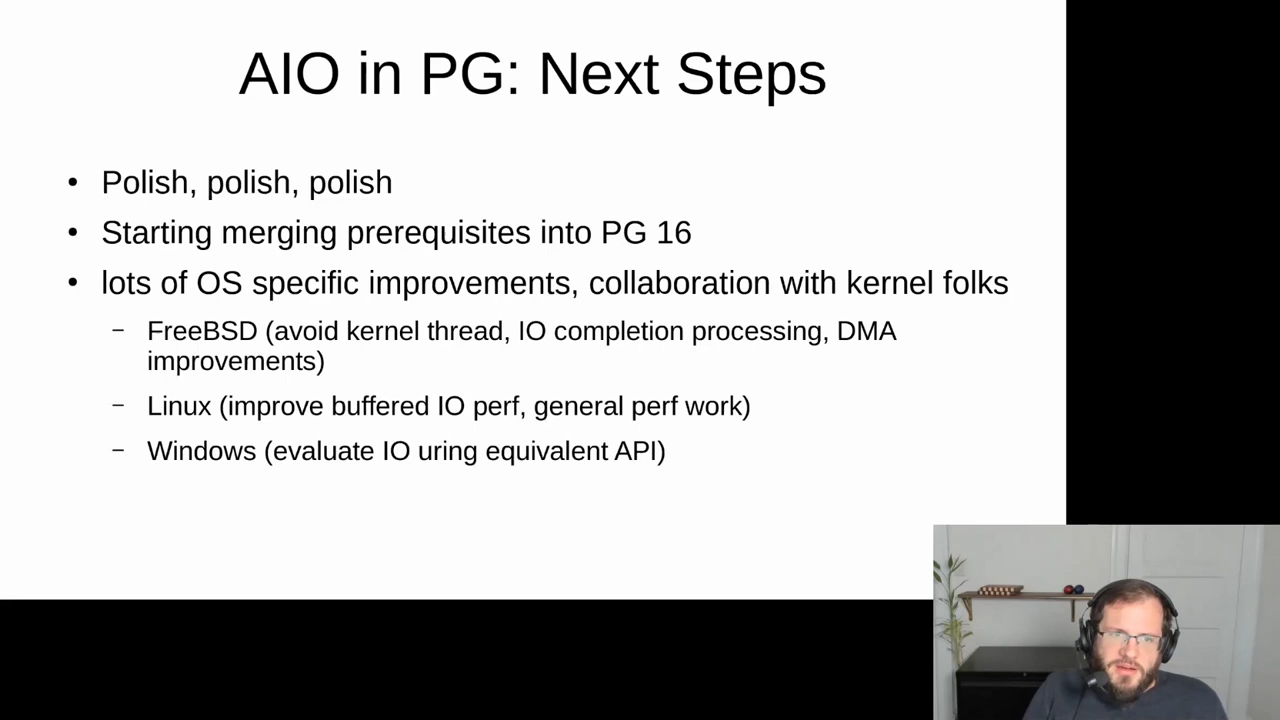 AIO in PG: Next Steps
• Polish, polish, polish
• Starting merging prerequisites into PG 16
• lots of OS specific improvements, collaboration with kernel folks
– FreeBSD (avoid kernel thread, IO completion processing, DMA
improvements)
– Linux (improve buffered IO perf, general perf work)
– Windows (evaluate IO uring equivalent API)